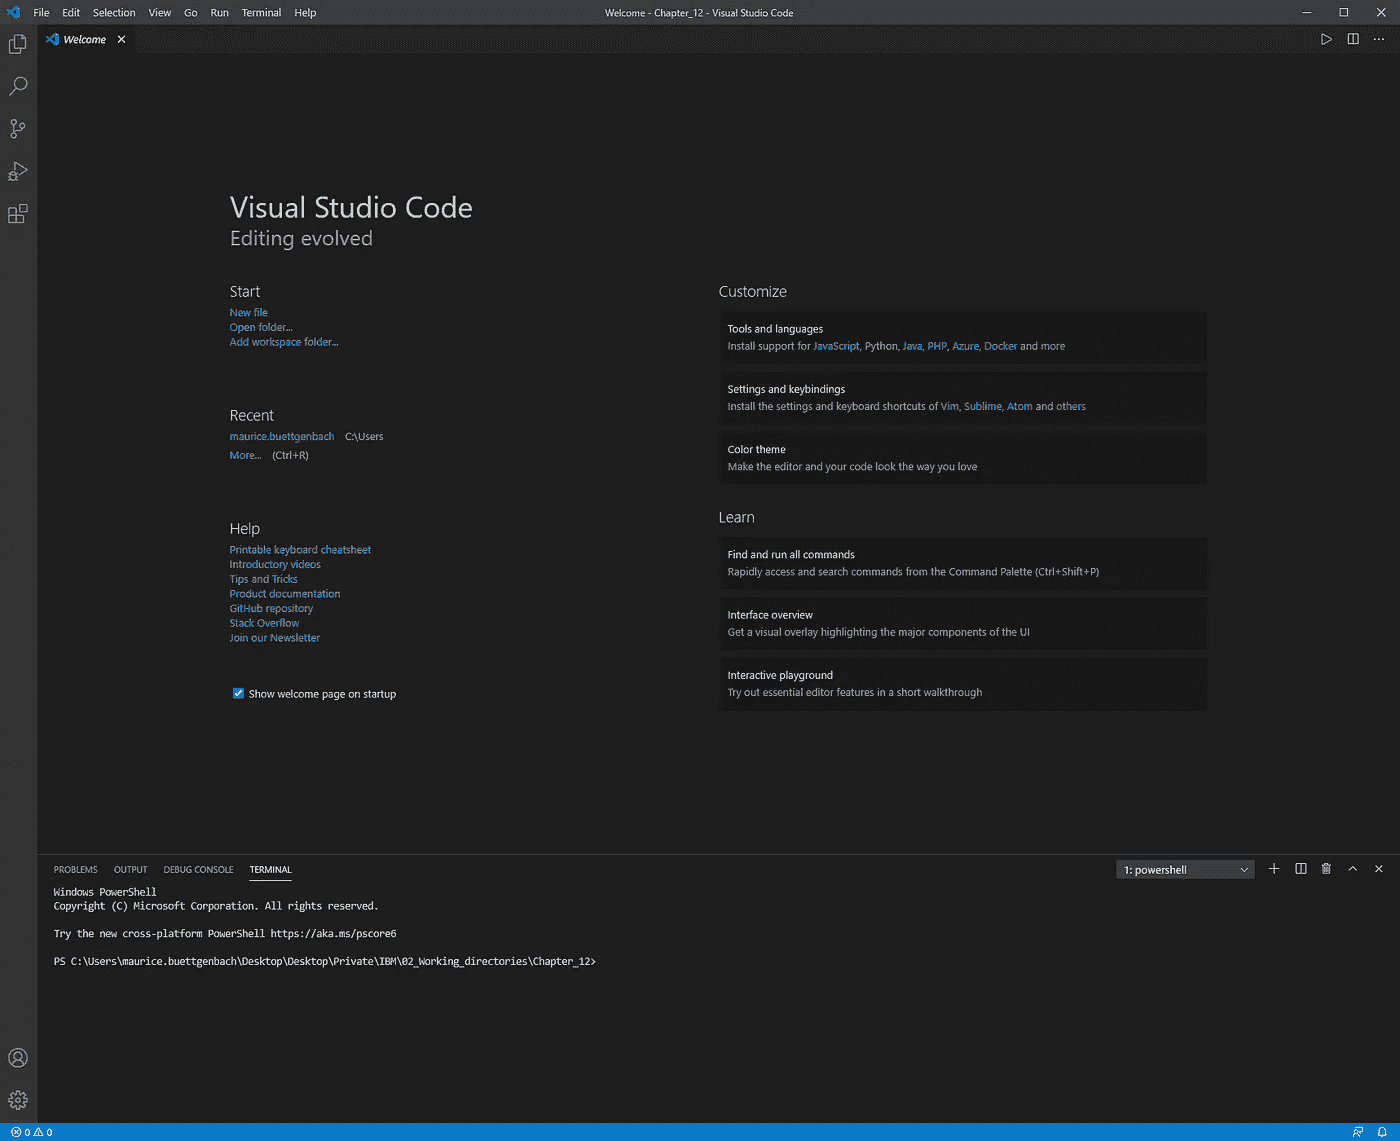 File Edit Selection View Go Run Terminal Help
Welcome - Chapter_12 - Visual Studio Code
Welcome
Visual Studio Code
Editing evolved
Start
New file
Open folder...
Add workspace folder...
Recent
maurice.buettgenbach C:\Users
More... (Ctrl+R)
Help
Printable keyboard cheatsheet
Introductory videos
Tips and Tricks
Product documentation
GitHub repository
Stack Overflow
Join our Newsletter
Show welcome page on startup
Customize
Tools and languages
Install support for JavaScript, Python, Java, PHP, Azure, Docker and more
Settings and keybindings
Install the settings and keyboard shortcuts of Vim, Sublime, Atom and others
Color theme
Make the editor and your code look the way you love
Learn
Find and run all commands
Rapidly access and search commands from the Command Palette (Ctrl+Shift+P)
Interface overview
Get a visual overlay highlighting the major components of the UI
Interactive playground
Try out essential editor features in a short walkthrough
PROBLEMS OUTPUT DEBUG CONSOLE TERMINAL
1: powershell
Windows PowerShell
Copyright (C) Microsoft Corporation. All rights reserved.
Try the new cross-platform PowerShell https://aka.ms/pscore6
PS C:\Users\maurice.buettgenbach\Desktop\Desktop\Private\IBM\02_Working_directories\Chapter_12>
0 0